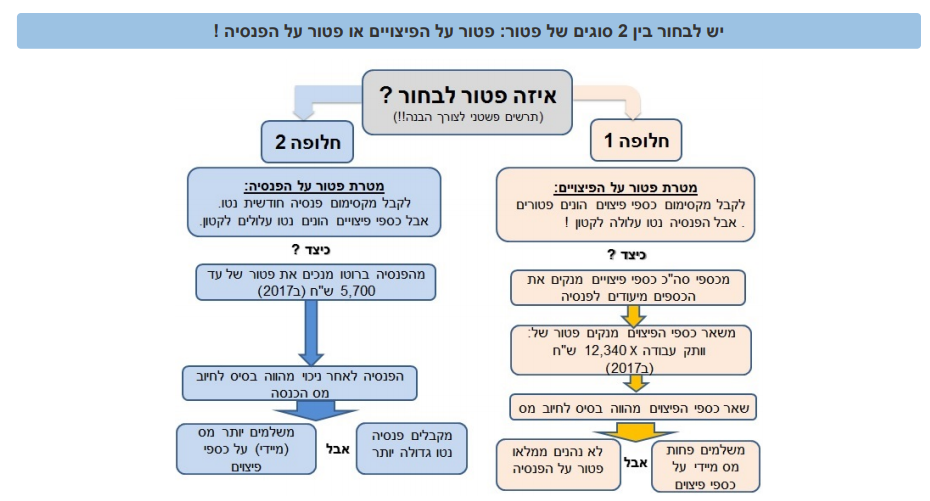 יש לבחור בין 2 סוגים של פטור: פטור על הפיצויים או פטור על הפנסיה !
איזה פטור לבחור ?
(תרשים פשטני לצורך הבנה!!)
חלופה 1
מטרת פטור על הפיצויים:
לקבל מקסימום כספי פיצוים הונים פטורים
. אבל הפנסיה נטו עלולה לקטון !
כיצד ?
מכספי סה"כ כספי פיצויים מנקים את
הכספים מיעודים לפנסיה
משאר כספי הפיצוים מנקים פטור של:
וותק עבודה X 12,340 ש"ח
(ב2017)
שאר כספי הפיצוים מהווה בסיס לחיוב מס
משלמים פחות
מס מיידי על
כספי פיצוים
אבל
לא נהנים ממלאו
פטור על הפנסיה
חלופה 2
מטרת פטור על הפנסיה:
לקבל מקסימום פנסיה חודשית נטו.
אבל כספי פיצויים הונים נטו עלולים לקטון.
כיצד ?
מהפנסיה ברוטו מנכים את פטור של עד
5,700 ש"ח (ב2017)
הפנסיה לאחר ניכוי מהווה בסיס לחיוב
מס הכנסה
מקבלים פנסיה
נטו גדולה יותר
אבל
משלמים יותר מס
(מיידי) על כספי
פיצוים